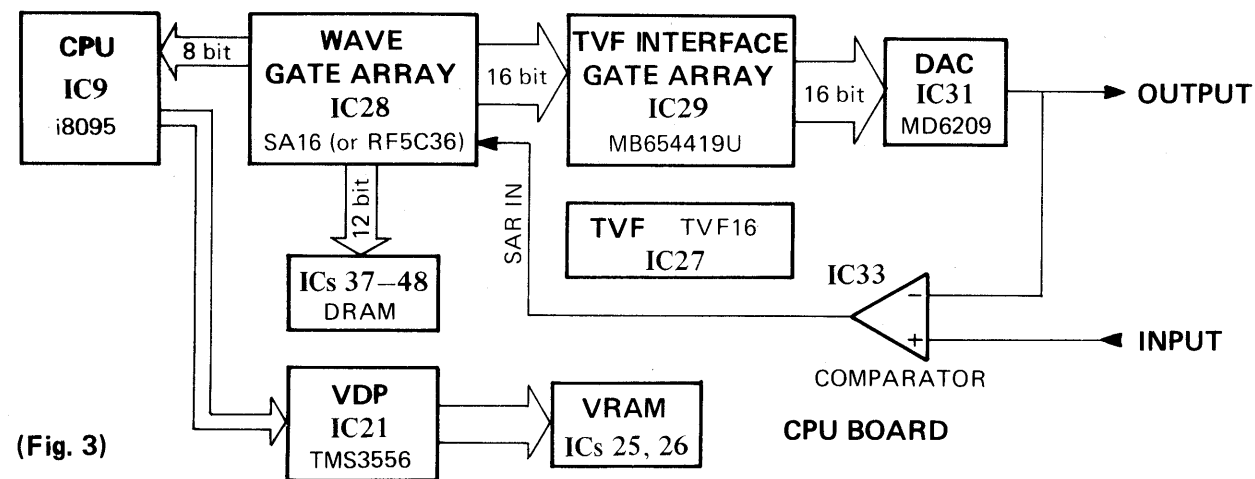 CPU
IC9
i8095
8 bit
WAVE
GATE ARRAY
IC28
SA16 (or RF5C36)
16 bit
TVF INTERFACE
GATE ARRAY
IC29
MB654419U
16 bit
DAC
IC31
MD6209
OUTPUT
12 bit
SAR IN
TVF TVF16
IC27
ICs 37–48
DRAM
IC33
−
+
INPUT
COMPARATOR
VDP
IC21
TMS3556
VRAM
ICs 25, 26
CPU BOARD
(Fig. 3)